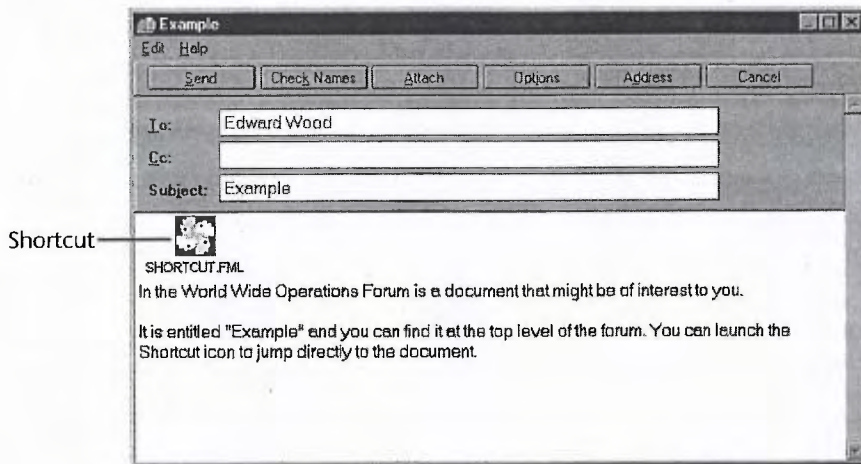 Example
Edit Help
Send Check Names Attach Options Address Cancel
To: Edward Wood
Cc:
Subject: Example
Shortcut
SHORTCUT.FML
In the World Wide Operations Forum is a document that might be of interest to you.
It is entitled "Example" and you can find it at the top level of the forum. You can launch the
Shortcut icon to jump directly to the document.